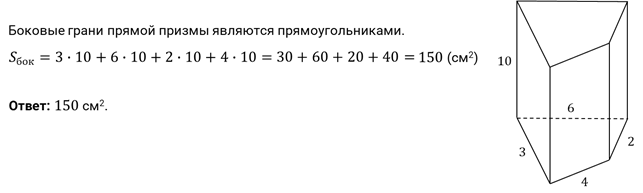 Боковые грани прямой призмы являются прямоугольниками.
Sбок = 3 · 10 + 6 · 10 + 2 · 10 + 4 · 10 = 30 + 60 + 20 + 40 = 150 (см²)
10
6
Ответ: 150 см².
3
2
4